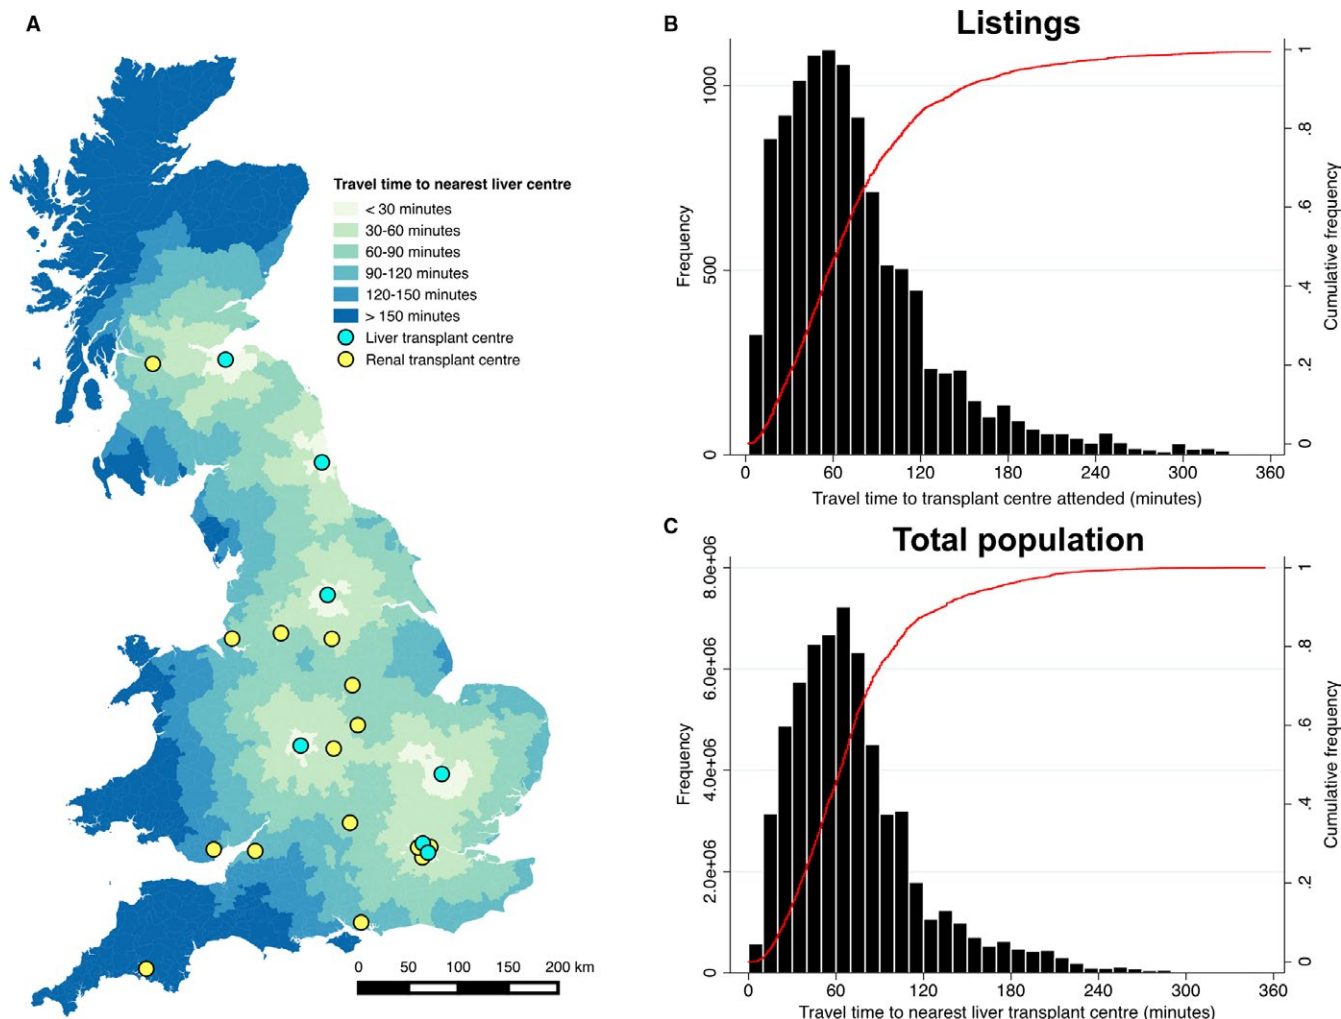 A
Travel time to nearest liver centre
< 30 minutes
30-60 minutes
60-90 minutes
90-120 minutes
120-150 minutes
> 150 minutes
Liver transplant centre
Renal transplant centre
0 50 100 150 200 km
B
Listings
Frequency
1000
500
0
1
.8
.6
.4
.2
0
Cumulative frequency
0 60 120 180 240 300 360
Travel time to transplant centre attended (minutes)
C
Total population
Frequency
8.0e+06
6.0e+06
4.0e+06
2.0e+06
0
1
.8
.6
.4
.2
0
Cumulative frequency
0 60 120 180 240 300 360
Travel time to nearest liver transplant centre (minutes)